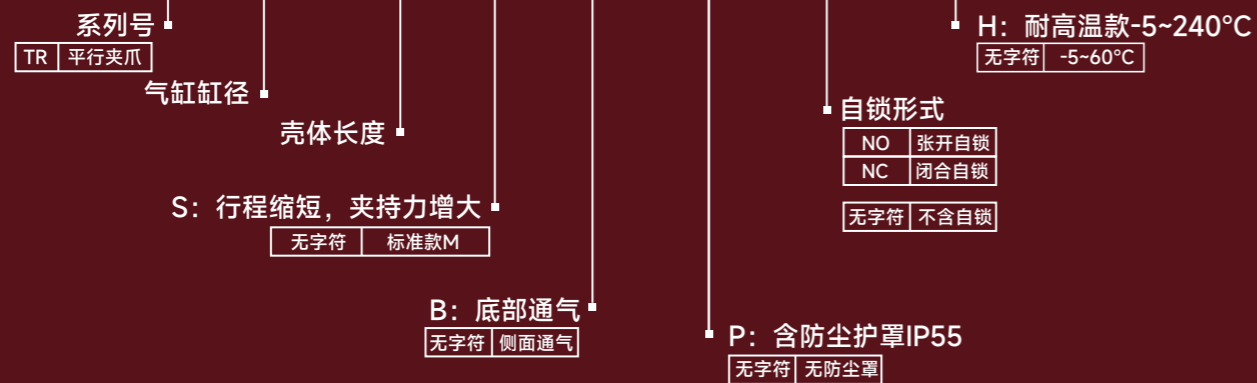 系列号
TR 平行夹爪
气缸缸径
壳体长度
S：行程缩短，夹持力增大
无字符 标准款M
B：底部通气
无字符 侧面通气
P：含防尘护罩IP55
无字符 无防尘罩
自锁形式
NO 张开自锁
NC 闭合自锁
无字符 不含自锁
H：耐高温款-5~240°C
无字符 -5~60°C